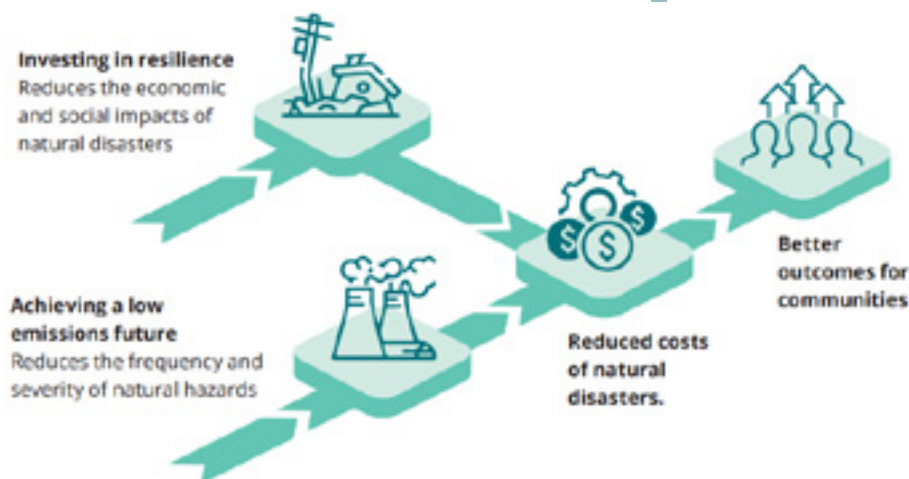 Investing in resilience
Reduces the economic
and social impacts of
natural disasters
Achieving a low
emissions future
Reduces the frequency and
severity of natural hazards
$ $ $
Reduced costs
of natural
disasters.
Better
outcomes for
communities